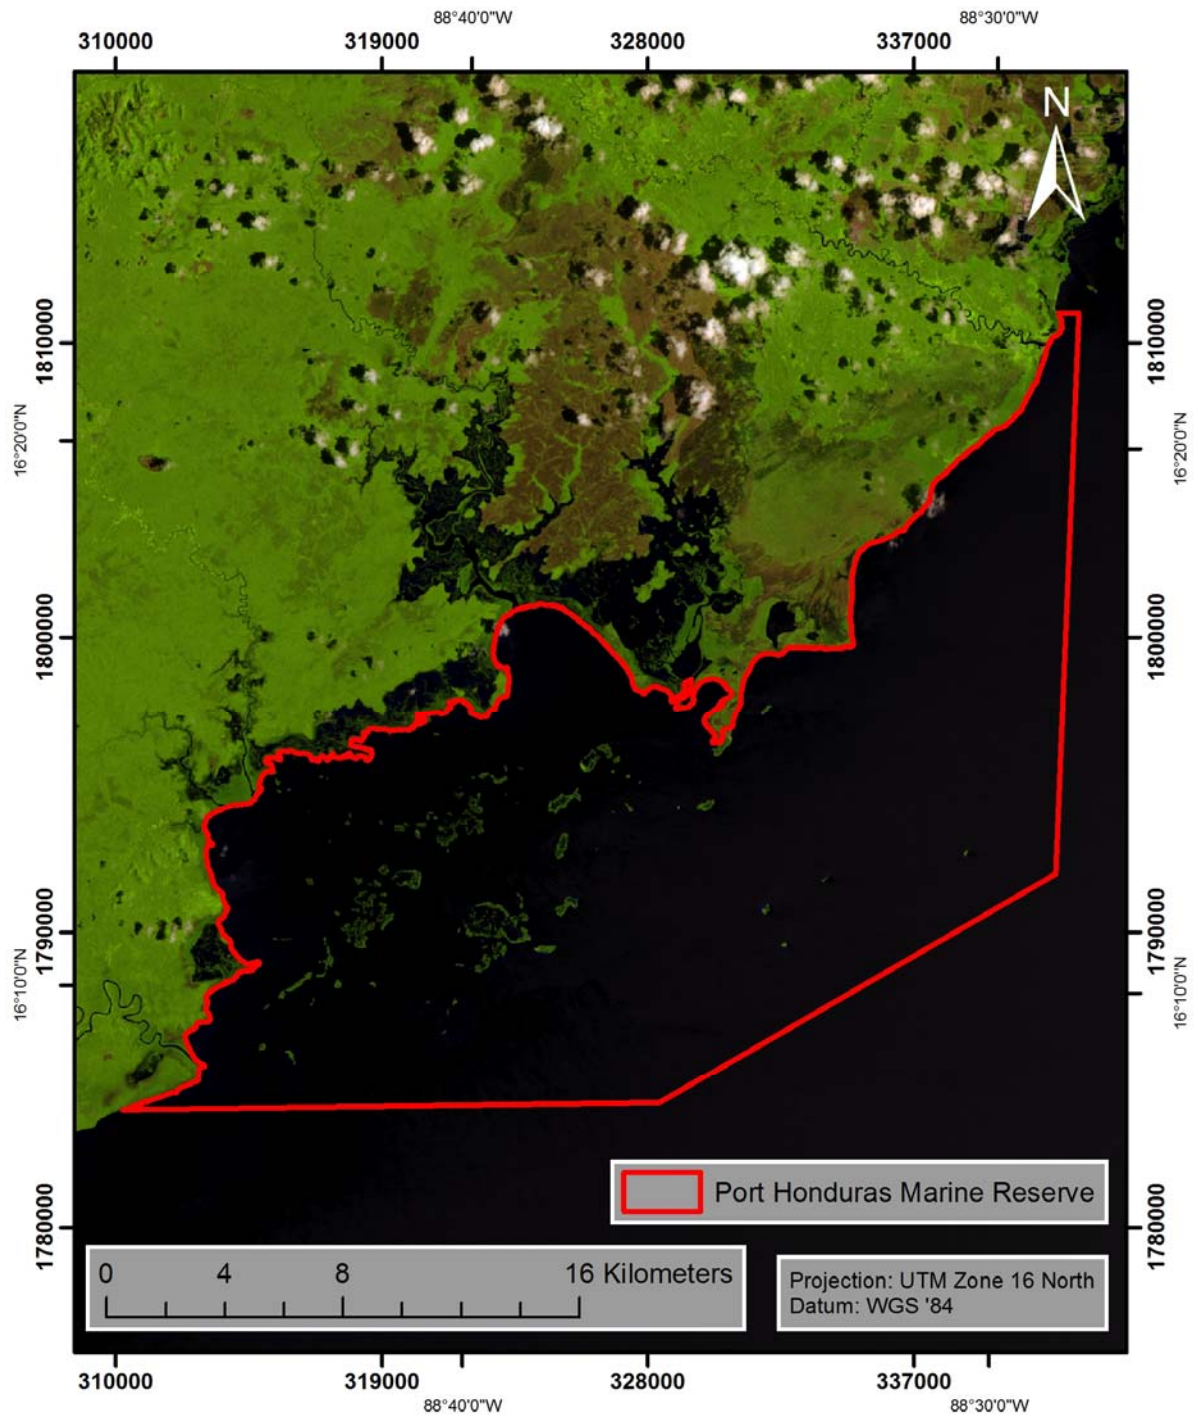 88°40'0"W 88°30'0"W
310000 319000 328000 337000
N
1810000 1810000
16°20'0"N 16°20'0"N
1800000 1800000
1790000 1790000
16°10'0"N 16°10'0"N
Port Honduras Marine Reserve
1780000 1780000
0 4 8 16 Kilometers
Projection: UTM Zone 16 North
Datum: WGS '84
310000 319000 328000 337000
88°40'0"W 88°30'0"W